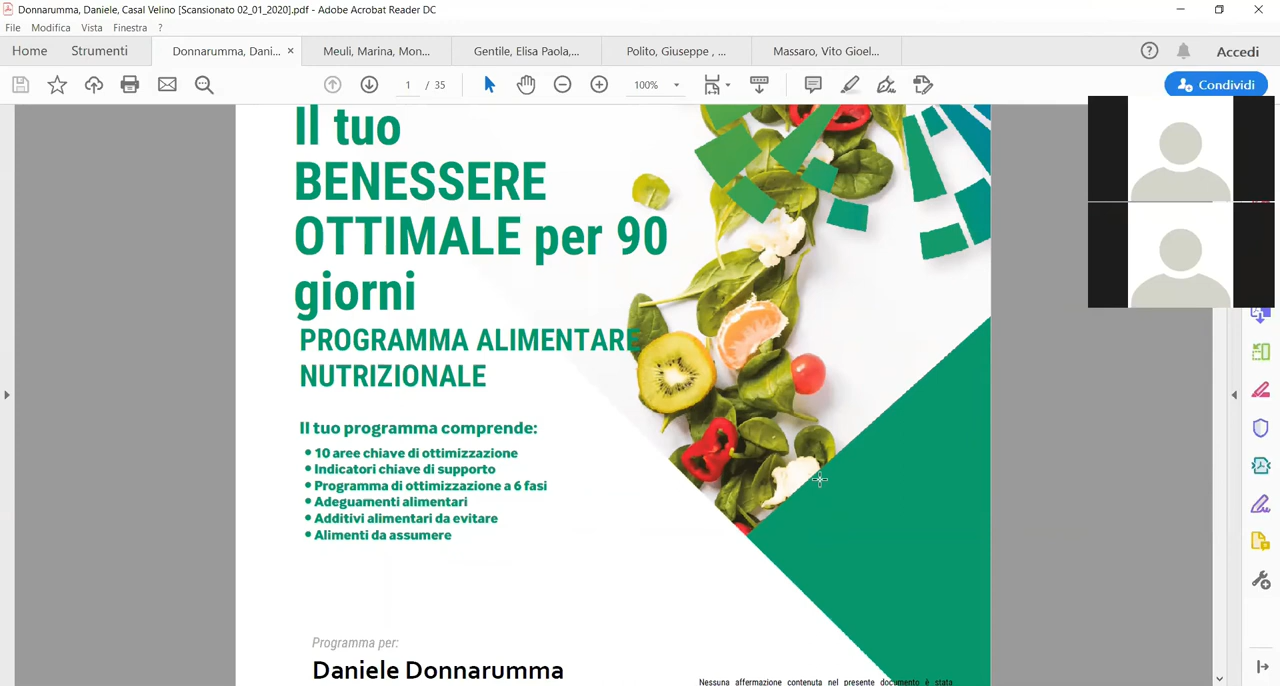 Donnarumma, Daniele, Casal Velino [Scansionato 02_01_2020].pdf - Adobe Acrobat Reader DC
File Modifica Vista Finestra ?
Home Strumenti Donnarumma, Dani... × Meuli, Marina, Mon... Gentile, Elisa Paola,... Polito, Giuseppe , ... Massaro, Vito Gioel... Accedi
1 / 35 100% Condividi
Il tuo
BENESSERE
OTTIMALE per 90
giorni
PROGRAMMA ALIMENTARE
NUTRIZIONALE
Il tuo programma comprende:
• 10 aree chiave di ottimizzazione
• Indicatori chiave di supporto
• Programma di ottimizzazione a 6 fasi
• Adeguamenti alimentari
• Additivi alimentari da evitare
• Alimenti da assumere
Programma per:
Daniele Donnarumma
Nessuna affermazione contenuta nel presente documento è stata